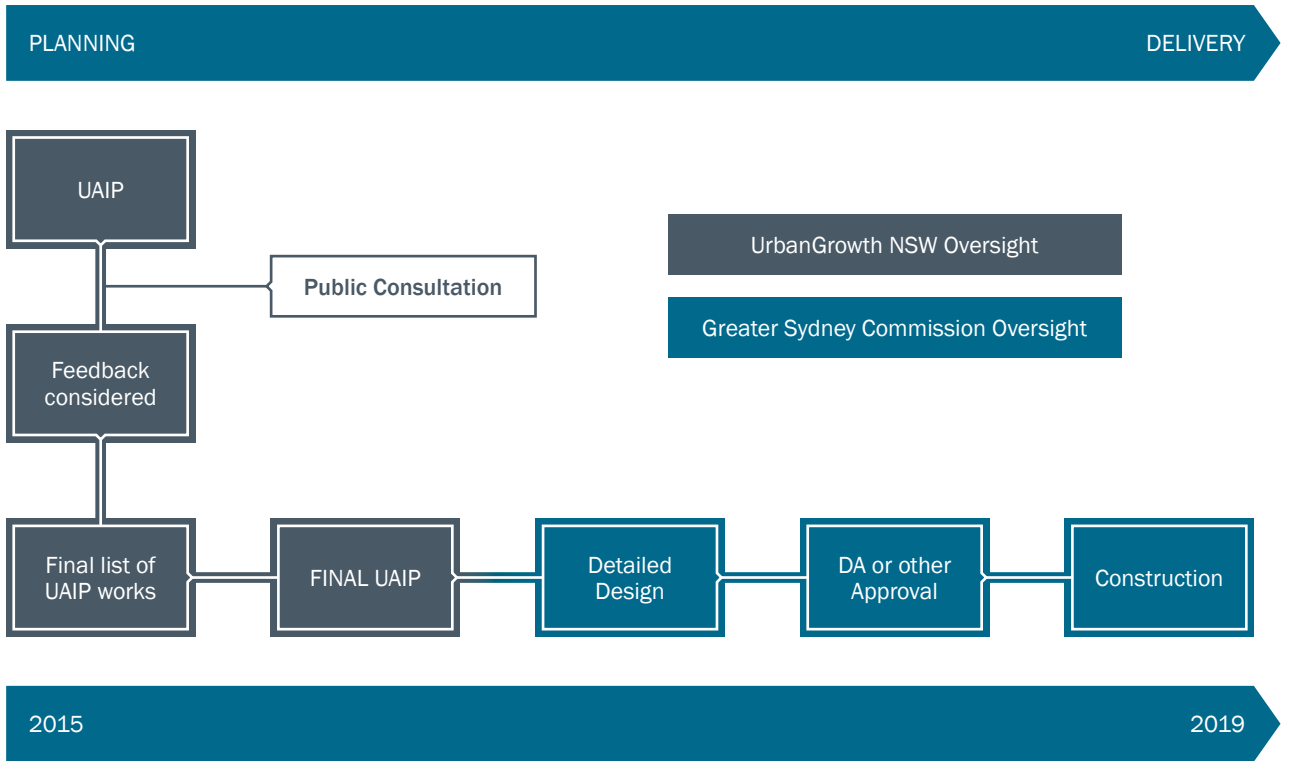 PLANNING
DELIVERY
UAIP
UrbanGrowth NSW Oversight
Public Consultation
Greater Sydney Commission Oversight
Feedback
considered
Final list of
UAIP works
FINAL UAIP
Detailed
Design
DA or other
Approval
Construction
2015
2019